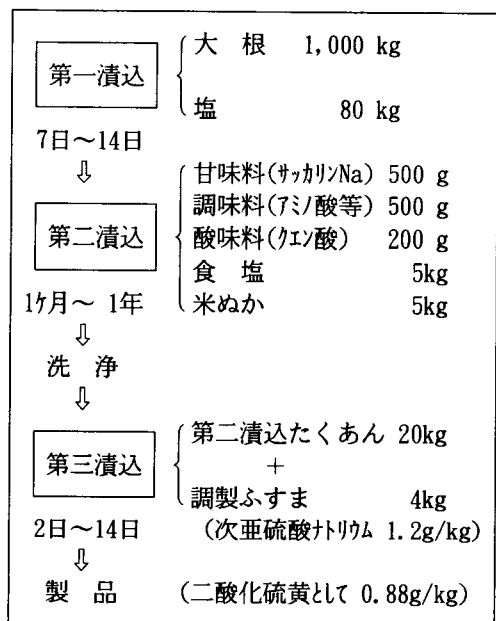 第一漬込
大 根 1,000 kg
塩 80 kg
7日～14日
⇩
第二漬込
甘味料(サッカリンNa) 500 g
調味料(アミノ酸等) 500 g
酸味料(クエン酸) 200 g
食 塩 5kg
米ぬか 5kg
1ケ月～ 1年
⇩
洗 浄
⇩
第三漬込
第二漬込たくあん 20kg
+
調製ふすま 4kg
(次亜硫酸ナトリウム 1.2g/kg)
2日～14日
⇩
製 品 (二酸化硫黄として 0.88g/kg)